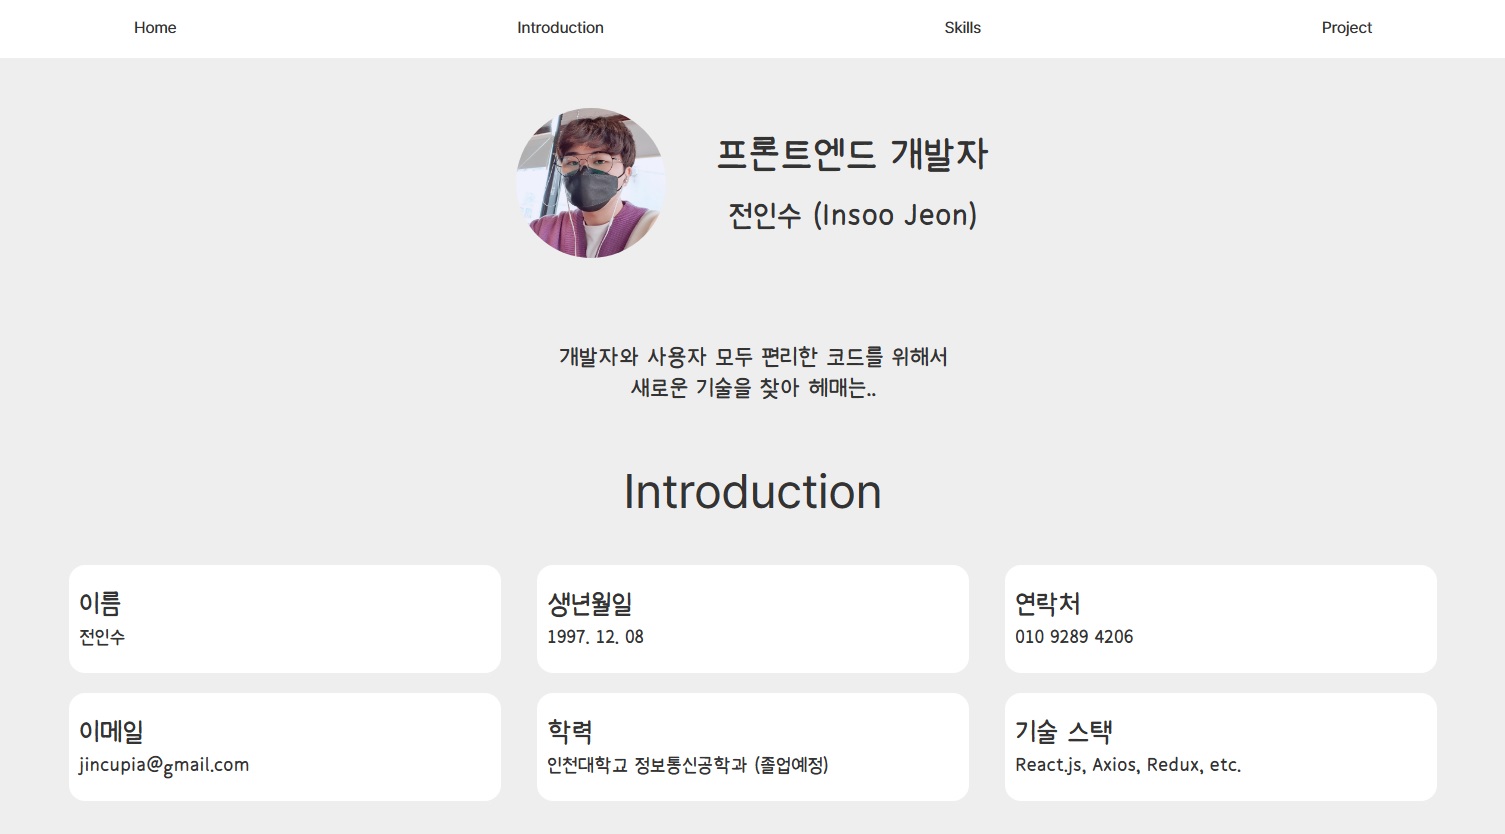 Home Introduction Skills Project
프론트엔드 개발자
전인수 (Insoo Jeon)
개발자와 사용자 모두 편리한 코드를 위해서
새로운 기술을 찾아 헤매는..
Introduction
이름
전인수
생년월일
1997. 12. 08
연락처
010 9289 4206
이메일
jincupia@gmail.com
학력
인천대학교 정보통신공학과 (졸업예정)
기술 스택
React.js, Axios, Redux, etc.